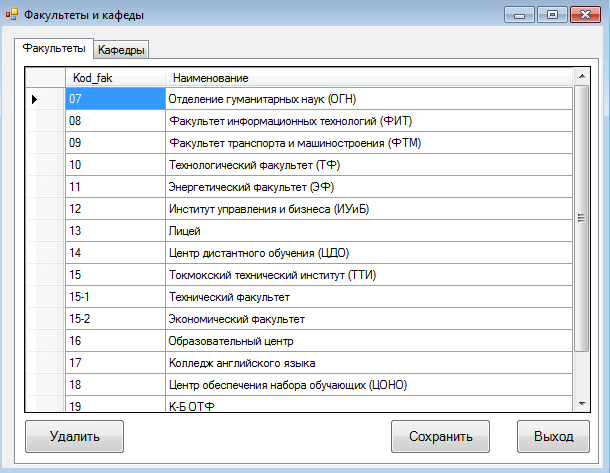 Факультеты и кафеды
Факультеты Кафедры
Kod_fak Наименование
07 Отделение гуманитарных наук (ОГН)
08 Факультет информационных технологий (ФИТ)
09 Факультет транспорта и машиностроения (ФТМ)
10 Технологический факультет (ТФ)
11 Энергетический факультет (ЭФ)
12 Институт управления и бизнеса (ИУиБ)
13 Лицей
14 Центр дистантного обучения (ЦДО)
15 Токмокский технический институт (ТТИ)
15-1 Технический факультет
15-2 Экономический факультет
16 Образовательный центр
17 Колледж английского языка
18 Центр обеспечения набора обучающих (ЦОНО)
19 К-Б ОТФ
Удалить Сохранить Выход